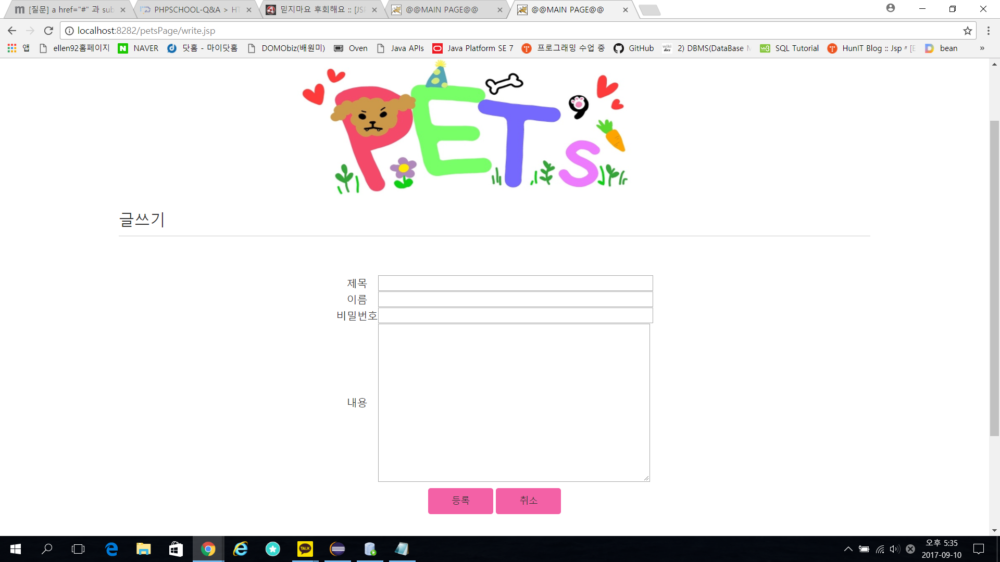 [질문] a href="#" 과 sub
PHPSCHOOL-Q&A > HT
믿지마요 후회해요 :: [JSP
@@MAIN PAGE@@
@@MAIN PAGE@@
localhost:8282/petsPage/write.jsp
앱
ellen92홈페이지
NAVER
닷홈 - 마이닷홈
DOMObiz(배원미)
Oven
Java APIs
Java Platform SE 7
프로그래밍 수업 중
GitHub
2) DBMS(DataBase M
SQL Tutorial
HunIT Blog :: Jsp〃[E
bean
»
PETs
글쓰기
제목
이름
비밀번호
내용
등록 취소
오후 5:35
2017-09-10